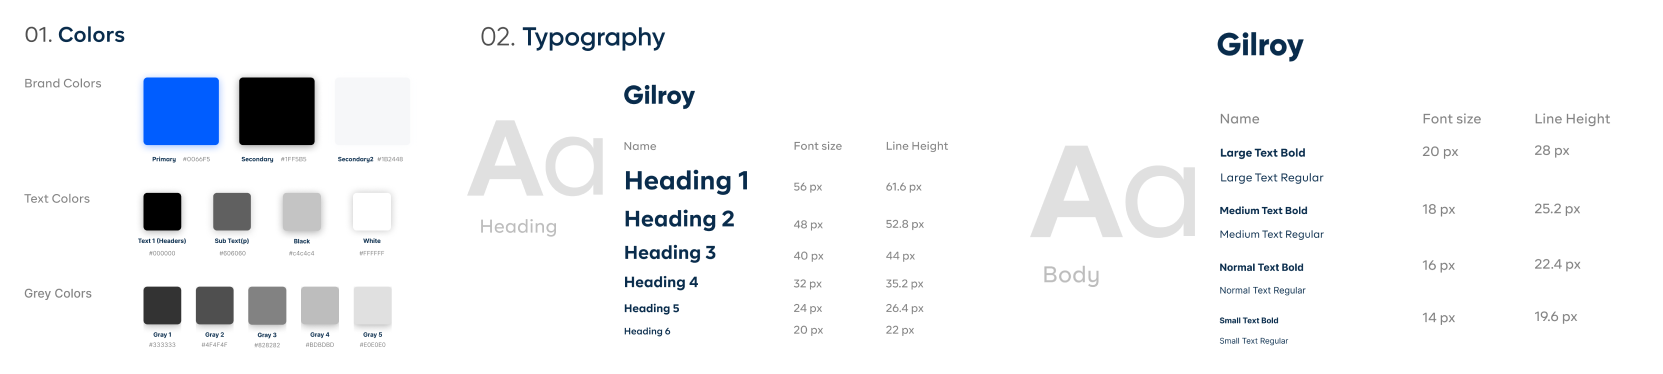 01. Colors
Brand Colors
Primary #0066F5
Secondary #1FF5B5
Secondary2 #1B2448
Text Colors
Text 1 (Headers)
#000000
Sub Text(p)
#606060
Black
#c4c4c4
White
#FFFFFF
Grey Colors
Gray 1
#333333
Gray 2
#4F4F4F
Gray 3
#828282
Gray 4
#BDBDBD
Gray 5
#E0E0E0
02. Typography
Aa
Heading
Gilroy
Name Font size Line Height
Heading 1 56 px 61.6 px
Heading 2 48 px 52.8 px
Heading 3 40 px 44 px
Heading 4 32 px 35.2 px
Heading 5 24 px 26.4 px
Heading 6 20 px 22 px
Aa
Body
Gilroy
Name Font size Line Height
Large Text Bold 20 px 28 px
Large Text Regular
Medium Text Bold 18 px 25.2 px
Medium Text Regular
Normal Text Bold 16 px 22.4 px
Normal Text Regular
Small Text Bold 14 px 19.6 px
Small Text Regular